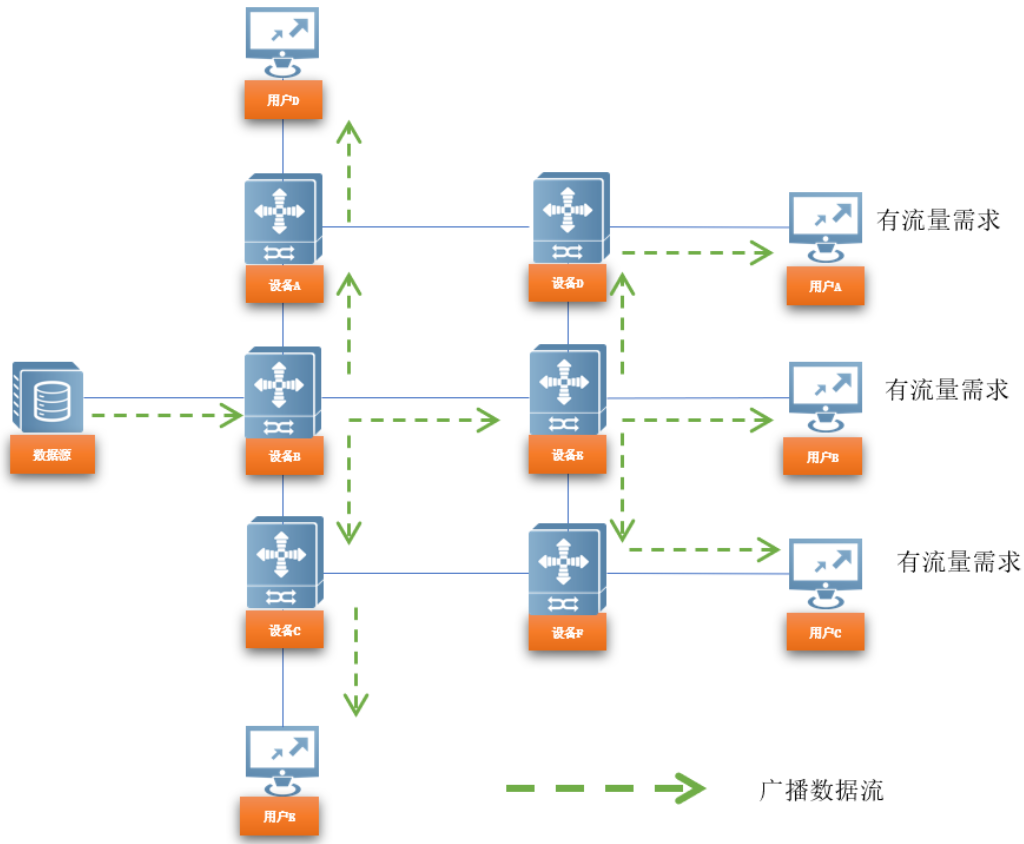 用户D
有流量需求
设备A
设备D
用户A
有流量需求
数据源
设备B
设备E
用户B
有流量需求
设备C
设备F
用户C
广播数据流
用户E